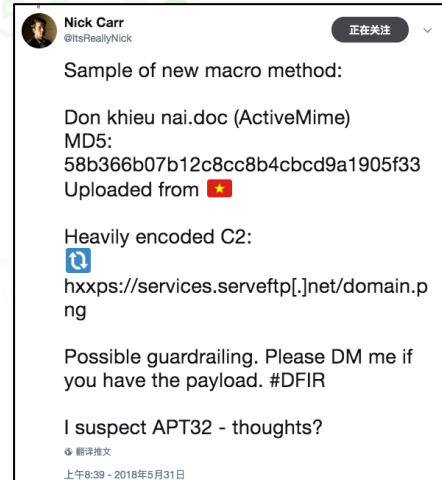 Nick Carr
@ItsReallyNick
正在关注
Sample of new macro method:
Don khieu nai.doc (ActiveMime)
MD5:
58b366b07b12c8cc8b4cbcd9a1905f33
Uploaded from 🇻🇳
Heavily encoded C2:
🔃
hxxps://services.serveftp[.]net/domain.p
ng
Possible guardrailing. Please DM me if
you have the payload. #DFIR
I suspect APT32 - thoughts?
翻译推文
上午8:39 - 2018年5月31日